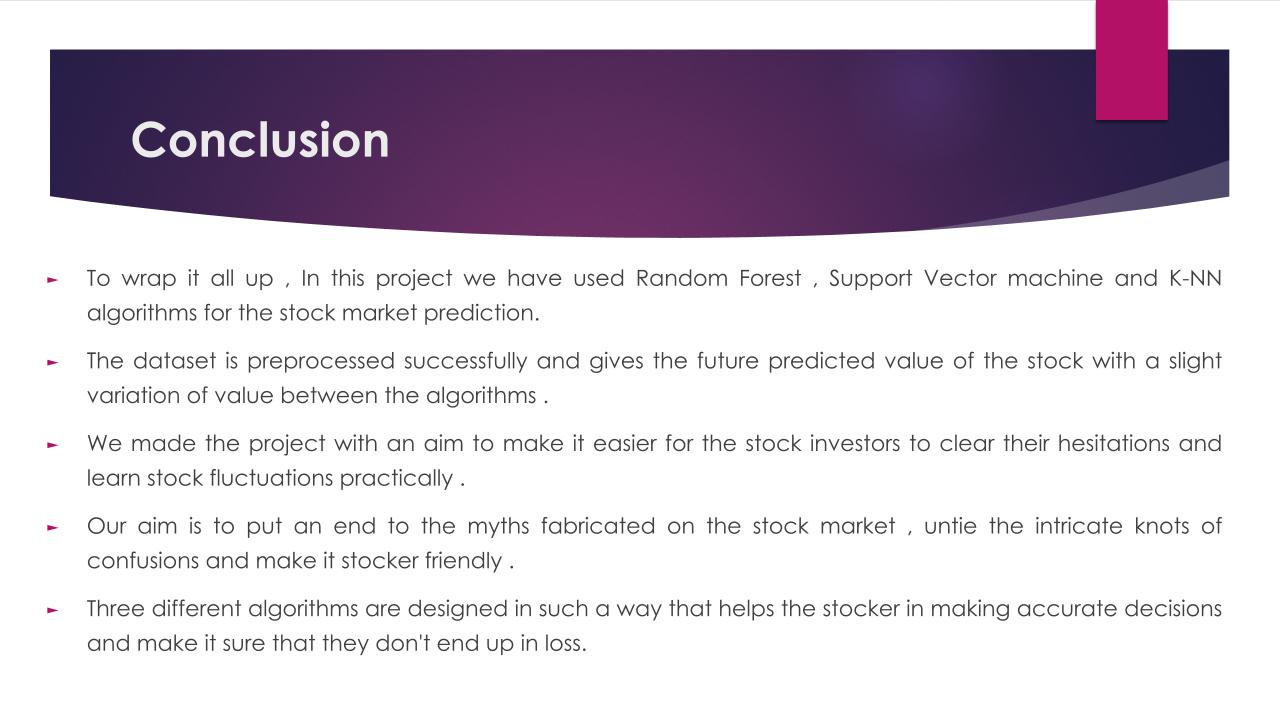 Conclusion
► To wrap it all up , In this project we have used Random Forest , Support Vector machine and K-NN
algorithms for the stock market prediction.
► The dataset is preprocessed successfully and gives the future predicted value of the stock with a slight
variation of value between the algorithms .
► We made the project with an aim to make it easier for the stock investors to clear their hesitations and
learn stock fluctuations practically .
► Our aim is to put an end to the myths fabricated on the stock market , untie the intricate knots of
confusions and make it stocker friendly .
► Three different algorithms are designed in such a way that helps the stocker in making accurate decisions
and make it sure that they don't end up in loss.